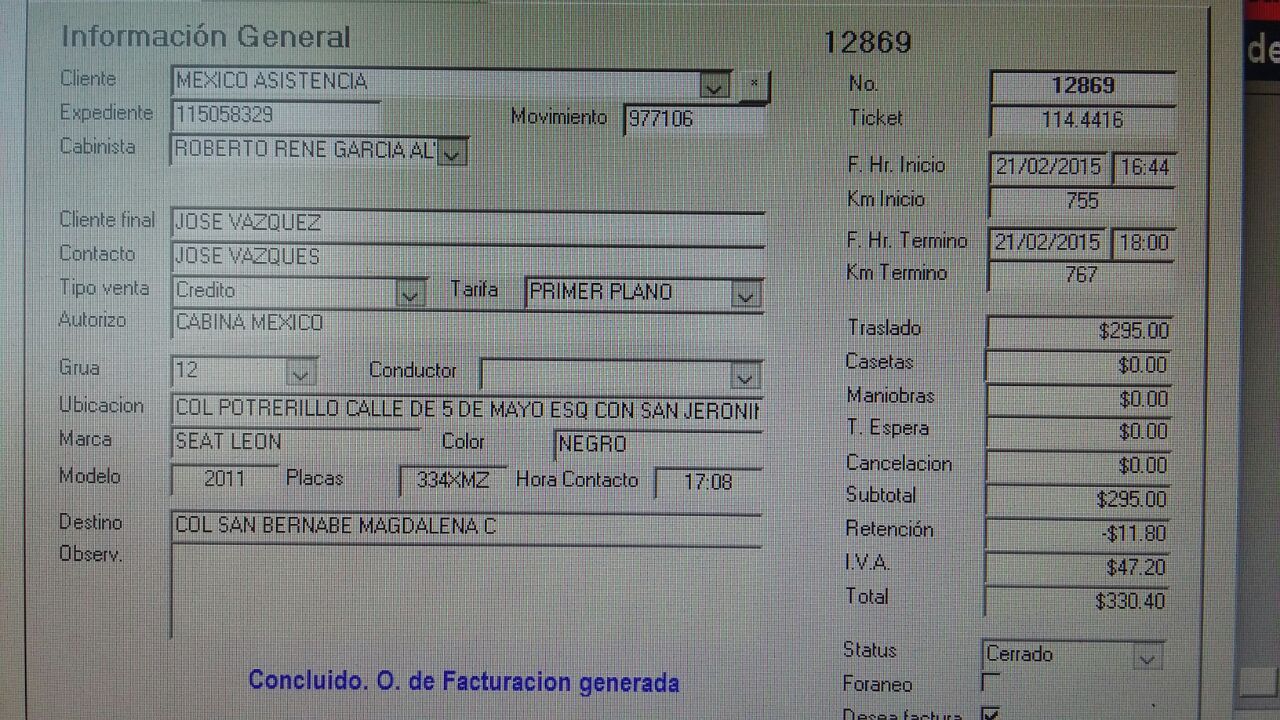 Información General
12869
de
Cliente MEXICO ASISTENCIA *
No. 12869
Expediente 115058329 Movimiento 977106
Ticket 114.4416
Cabinista ROBERTO RENE GARCIA AL
F. Hr. Inicio 21/02/2015 16:44
Km Inicio 755
Cliente final JOSE VAZQUEZ
F. Hr. Termino 21/02/2015 18:00
Contacto JOSE VAZQUES
Km Termino 767
Tipo venta Credito Tarifa PRIMER PLANO
Autorizo CABINA MEXICO
Traslado $295.00
Casetas $0.00
Grua 12 Conductor
Maniobras $0.00
Ubicacion COL POTRERILLO CALLE DE 5 DE MAYO ESQ CON SAN JERONI
T. Espera $0.00
Marca SEAT LEON Color NEGRO
Cancelacion $0.00
Modelo 2011 Placas 334XMZ Hora Contacto 17:08
Subtotal $295.00
Destino COL SAN BERNABE MAGDALENA C
Retención -$11.80
Observ.
I.V.A. $47.20
Total $330.40
Status Cerrado
Concluido. O. de Facturacion generada
Foraneo
Desea factura